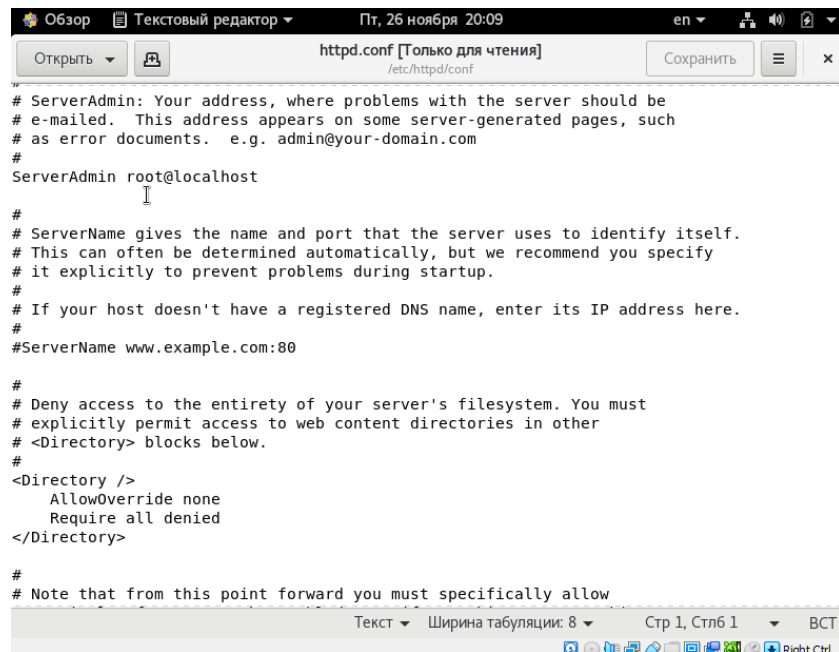 Обзор Текстовый редактор Пт, 26 ноября 20:09 en
Открыть httpd.conf [Только для чтения] Сохранить
/etc/httpd/conf
#
# ServerAdmin: Your address, where problems with the server should be
# e-mailed.  This address appears on some server-generated pages, such
# as error documents.  e.g. admin@your-domain.com
#
ServerAdmin root@localhost
#
# ServerName gives the name and port that the server uses to identify itself.
# This can often be determined automatically, but we recommend you specify
# it explicitly to prevent problems during startup.
#
# If your host doesn't have a registered DNS name, enter its IP address here.
#
#ServerName www.example.com:80
#
# Deny access to the entirety of your server's filesystem. You must
# explicitly permit access to web content directories in other
# <Directory> blocks below.
#
<Directory />
    AllowOverride none
    Require all denied
</Directory>
#
# Note that from this point forward you must specifically allow
Текст Ширина табуляции: 8 Стр 1, Стлб 1 ВСТ
Right Ctrl